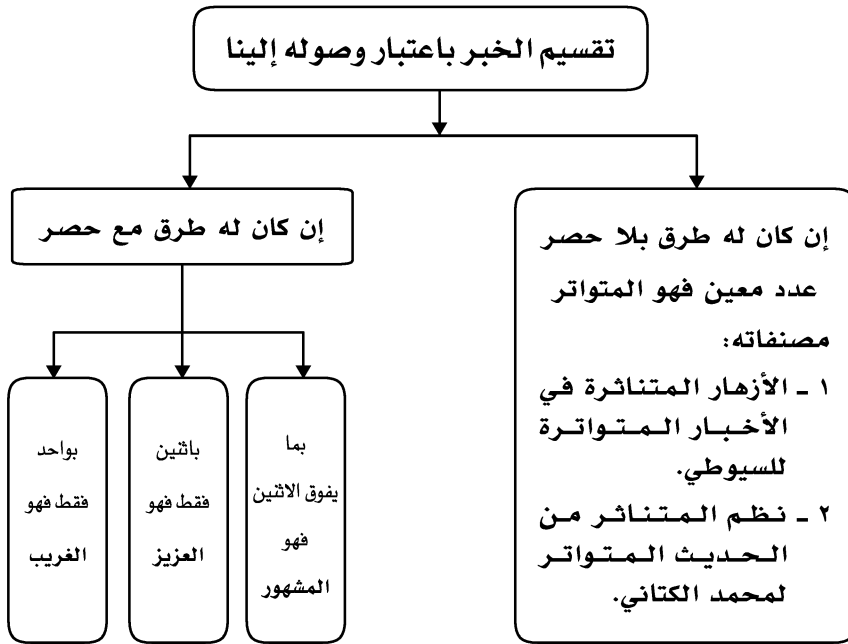 تقسيم الخبر باعتبار وصوله إلينا
إن كان له طرق بلا حصر
عدد معين فهو المتواتر
مصنفاته:
١ ـ الأزهار المتناثرة في
الأخبار المتواترة
للسيوطي.
٢ ـ نظم المتناثر من
الحديث المتواتر
لمحمد الكتاني.
إن كان له طرق مع حصر
بما
يفوق الاثنين
فهو
المشهور
باثنين
فقط فهو
العزيز
بواحد
فقط فهو
الغريب